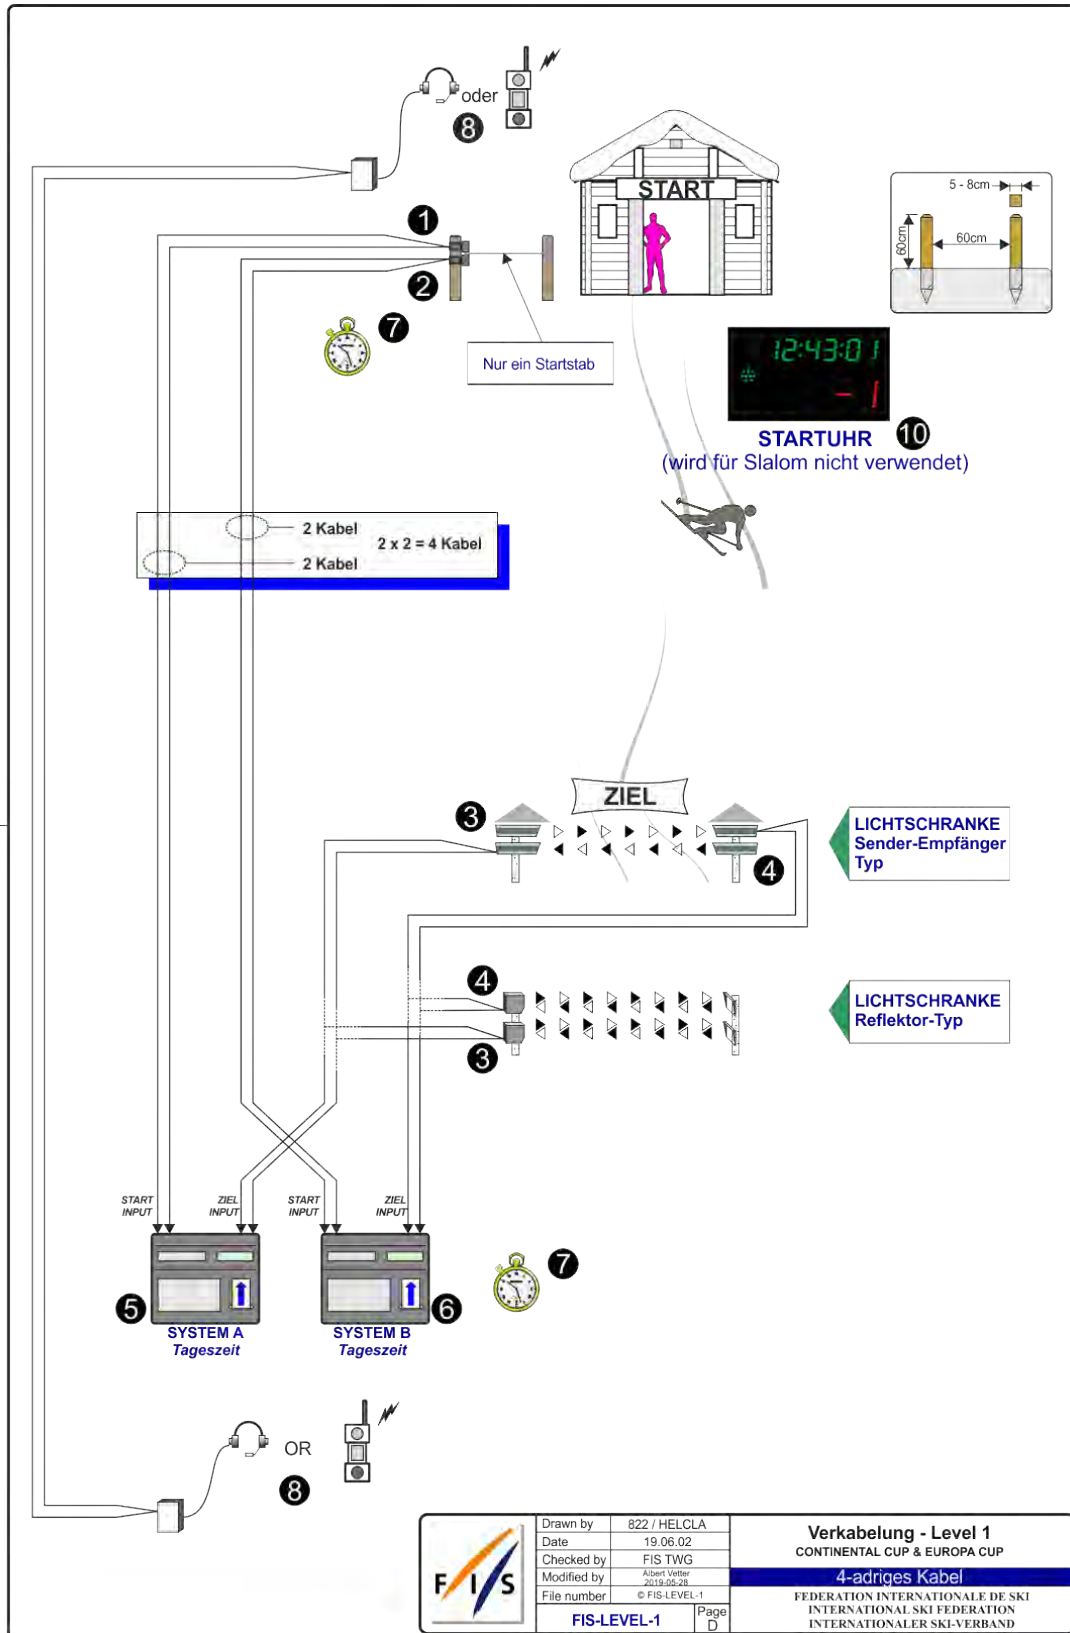 oder
8
START
5 - 8cm
60cm
60cm
1
2
7
Nur ein Startstab
12:43:01
- 1
STARTUHR
10
(wird für Slalom nicht verwendet)
2 Kabel
2 x 2 = 4 Kabel
2 Kabel
ZIEL
3
4
LICHTSCHRANKE
Sender-Empfänger
Typ
4
3
LICHTSCHRANKE
Reflektor-Typ
START
INPUT
ZIEL
INPUT
START
INPUT
ZIEL
INPUT
5
6
7
SYSTEM A
Tageszeit
SYSTEM B
Tageszeit
OR
8
FIS
Drawn by 822 / HELCLA
Date 19.06.02
Checked by FIS TWG
Modified by Albert Vetter
2019-05-28
File number © FIS-LEVEL-1
FIS-LEVEL-1
Page
D
Verkabelung - Level 1
CONTINENTAL CUP & EUROPA CUP
4-adriges Kabel
FEDERATION INTERNATIONALE DE SKI
INTERNATIONAL SKI FEDERATION
INTERNATIONALER SKI-VERBAND